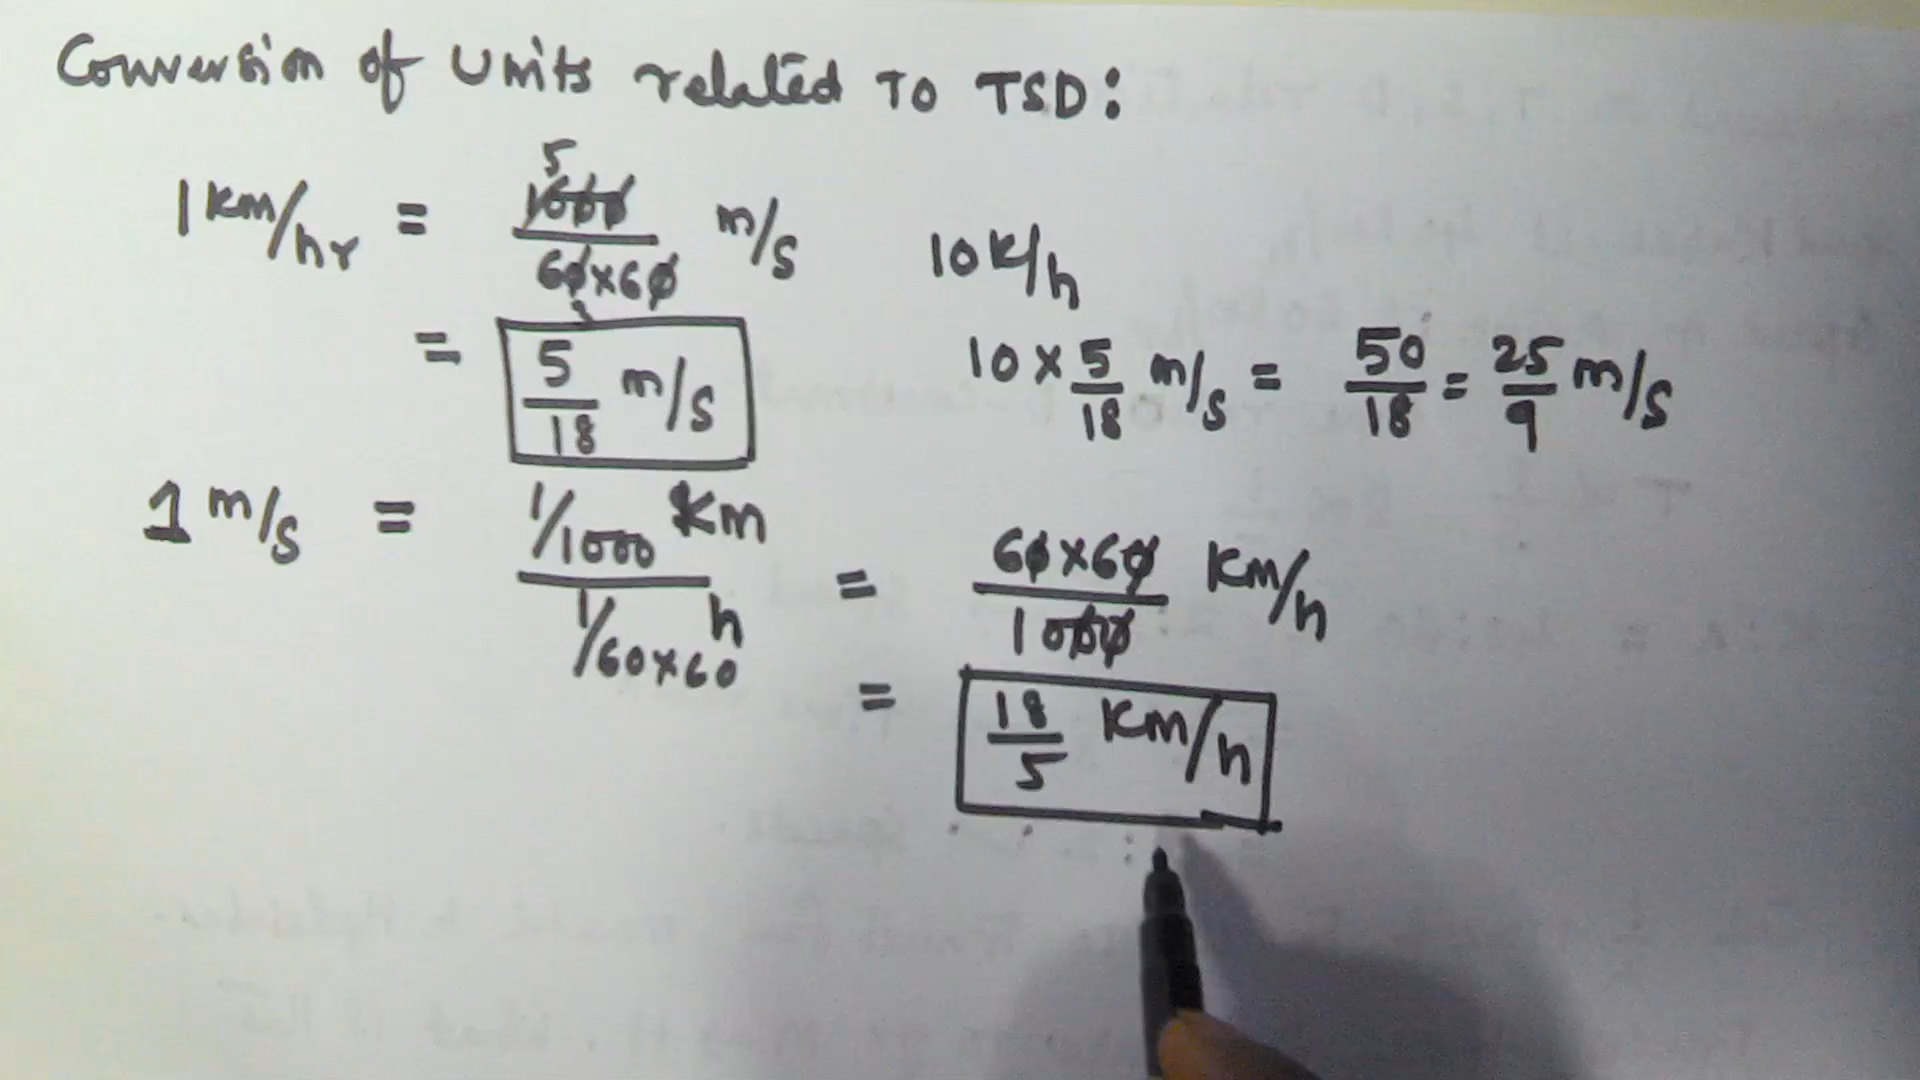 Conversion of Units related TO TSD:
1 Km/hr = 1000/60×60 m/s
5
= 5/18 m/s
10 K/h
10 × 5/18 m/s = 50/18 = 25/9 m/s
1 m/s = 1/1000 Km / 1/60×60 h = 60×60/1000 Km/h
= 18/5 Km/h